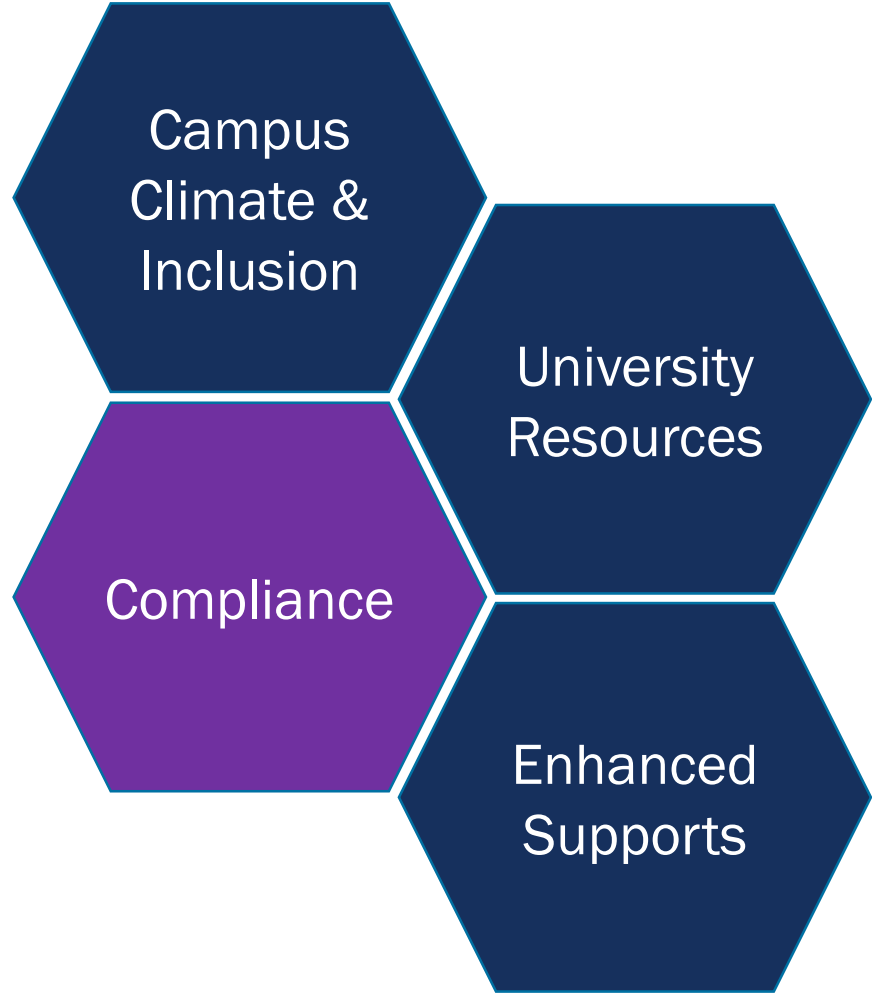 Campus
Climate &
Inclusion
University
Resources
Compliance
Enhanced
Supports